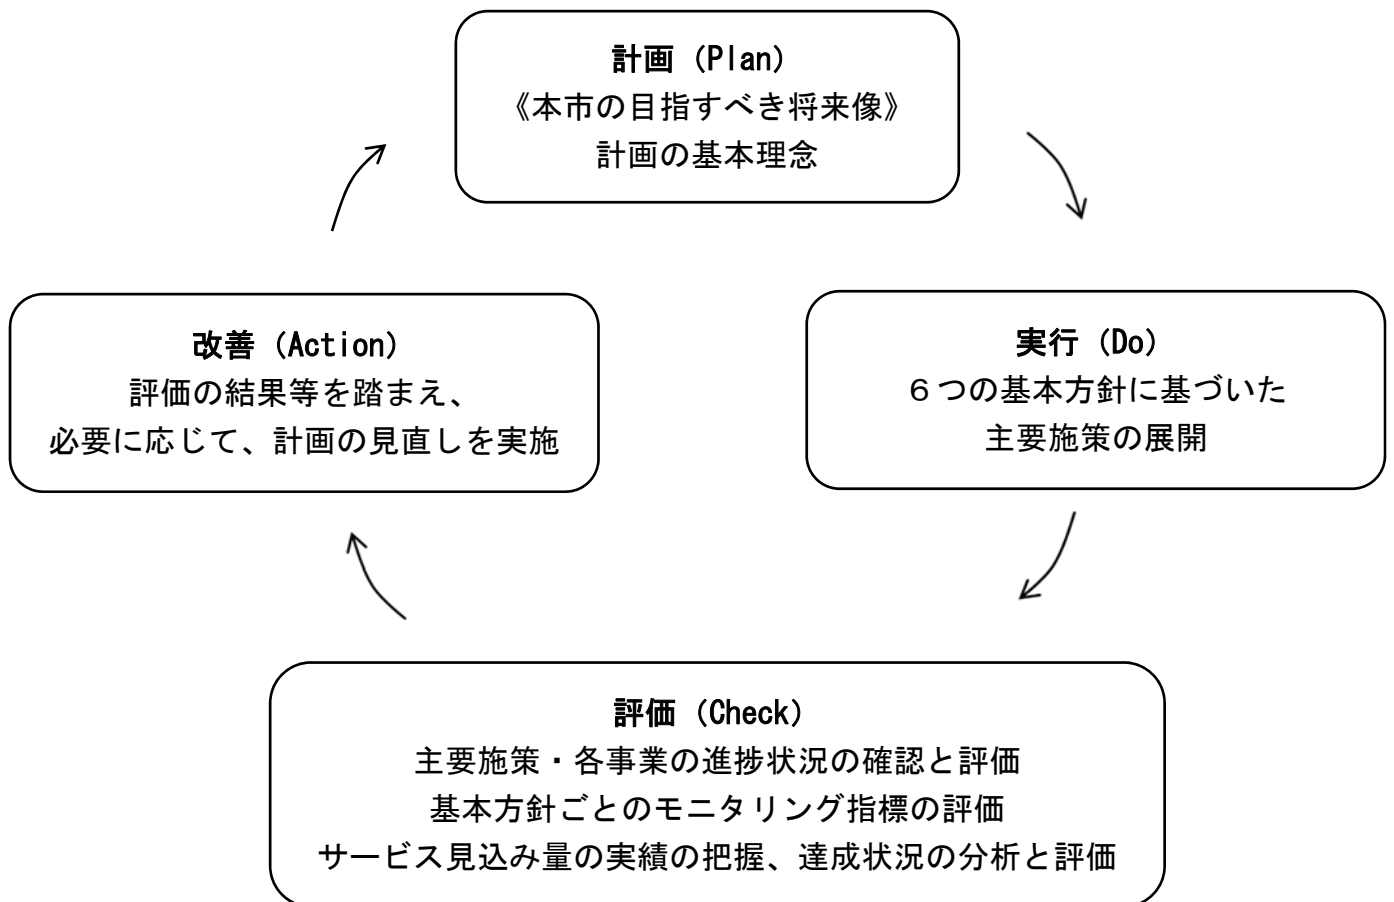 計画（Plan）
《本市の目指すべき将来像》
計画の基本理念
改善（Action）
評価の結果等を踏まえ、
必要に応じて、計画の見直しを実施
実行（Do）
６つの基本方針に基づいた
主要施策の展開
評価（Check）
主要施策・各事業の進捗状況の確認と評価
基本方針ごとのモニタリング指標の評価
サービス見込み量の実績の把握、達成状況の分析と評価